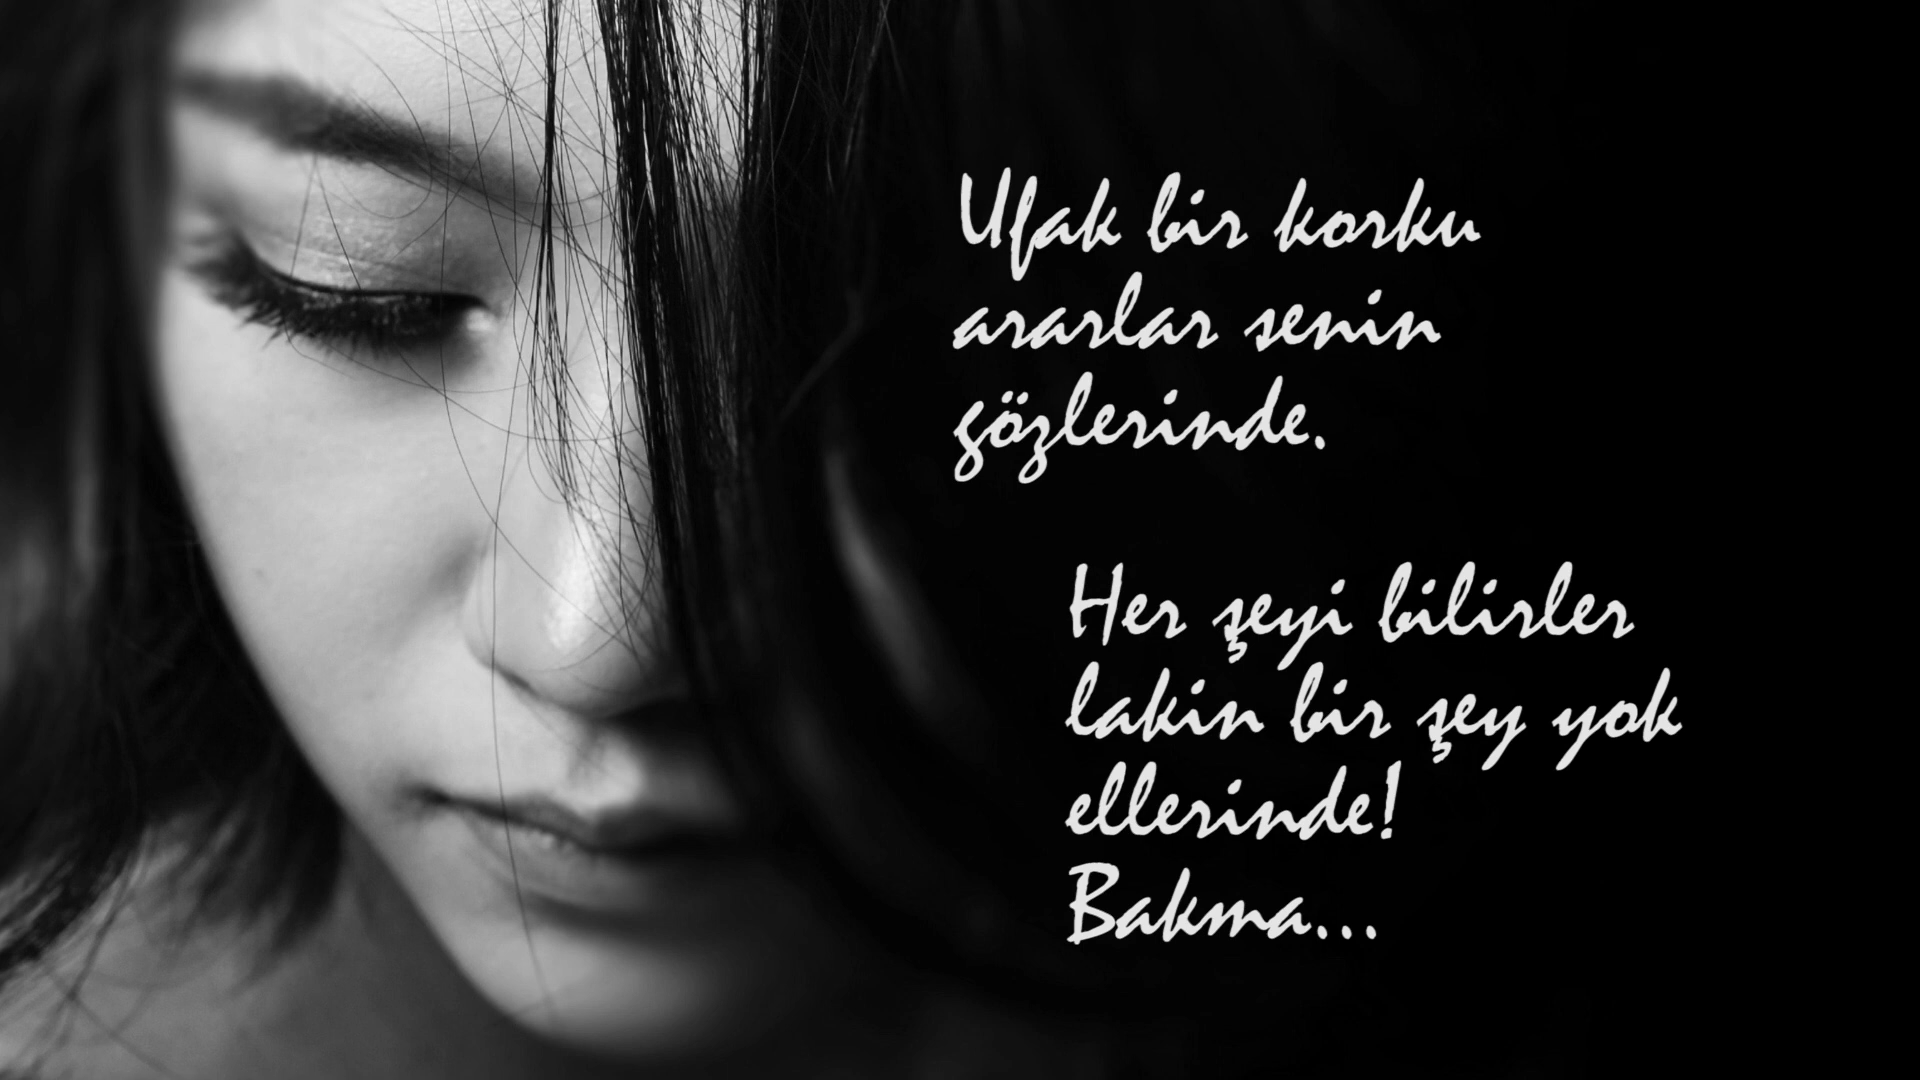 Ufak bir korku
ararlar senin
gözlerinde.
Her şeyi bilirler
lakin bir şey yok
ellerinde!
Bakma...